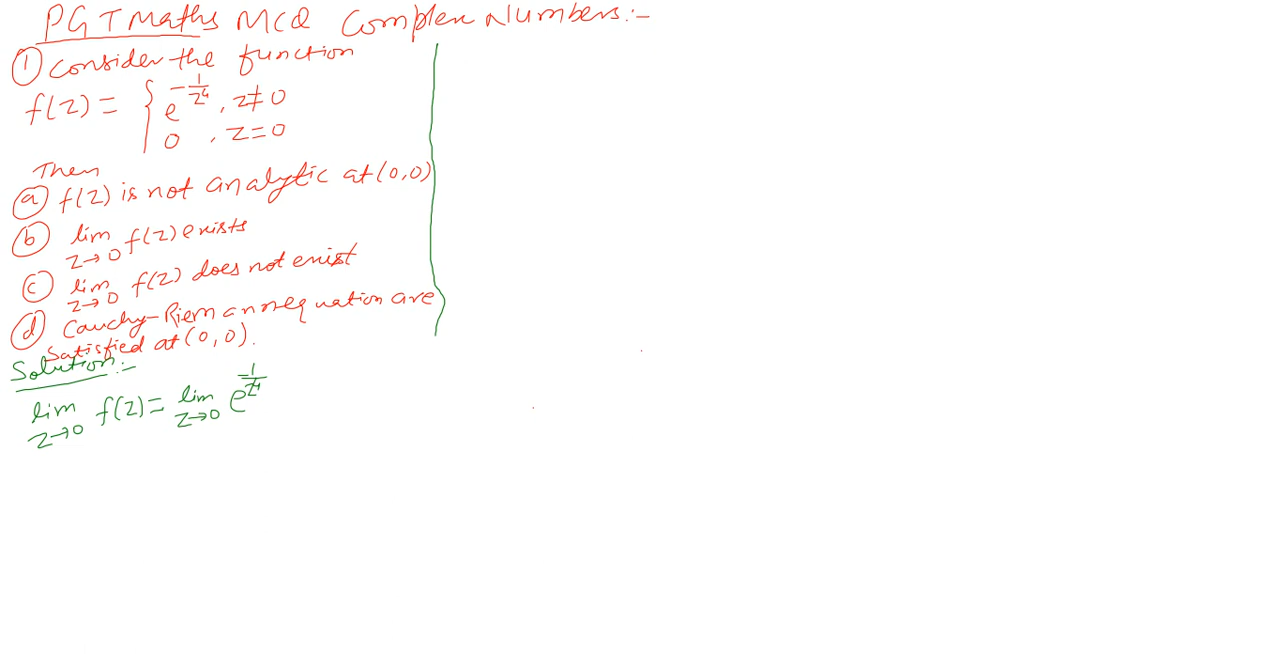 PGT Maths MCQ Complex Numbers:-
① Consider the function
f(z) = { e^{-1/z^4}, z ≠ 0
0 , z = 0
Then
ⓐ f(z) is not analytic at (0,0)
ⓑ lim z→0 f(z) exists
ⓒ lim z→0 f(z) does not exist
ⓓ Cauchy-Riemann equation are
satisfied at (0,0).
Solution:-
lim z→0 f(z) = lim z→0 e^{-1/z^4}